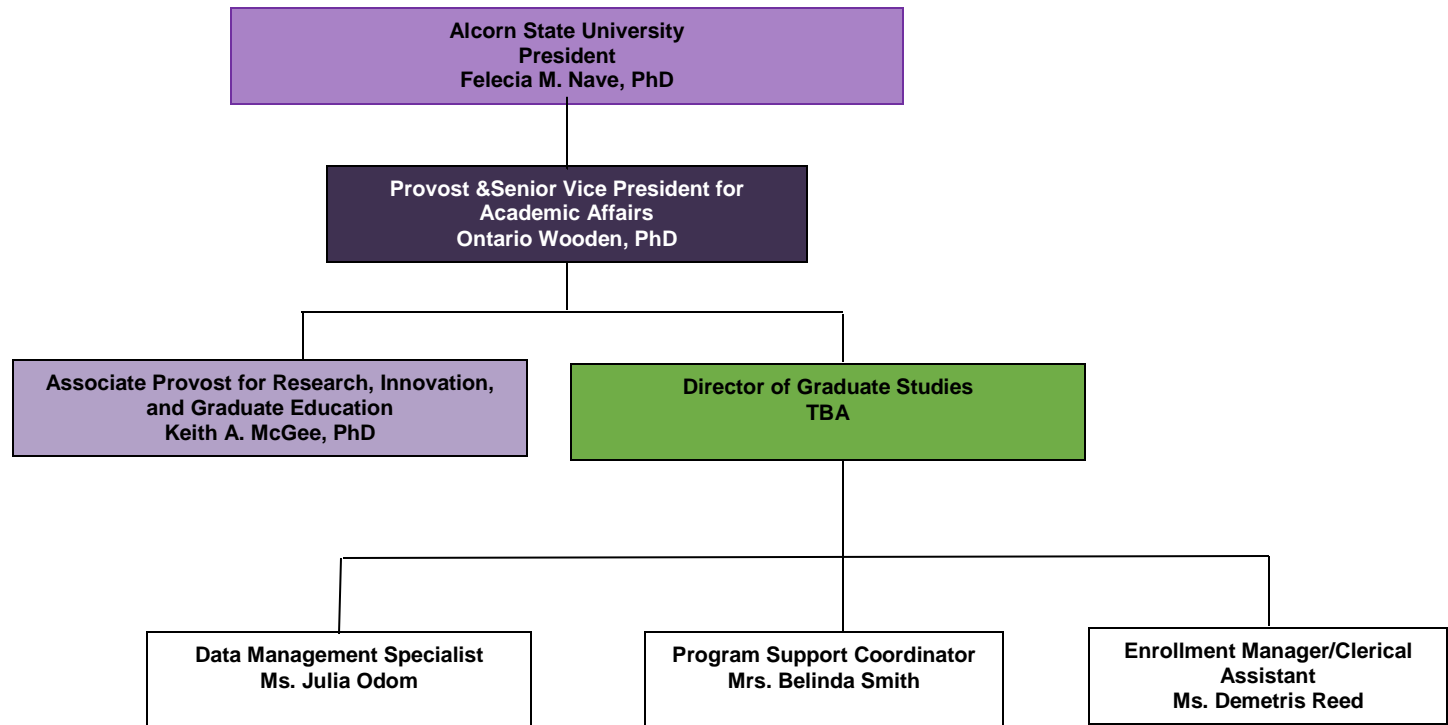 Alcorn State University
President
Felecia M. Nave, PhD
Provost &Senior Vice President for
Academic Affairs
Ontario Wooden, PhD
Associate Provost for Research, Innovation,
and Graduate Education
Keith A. McGee, PhD
Director of Graduate Studies
TBA
Data Management Specialist
Ms. Julia Odom
Program Support Coordinator
Mrs. Belinda Smith
Enrollment Manager/Clerical
Assistant
Ms. Demetris Reed